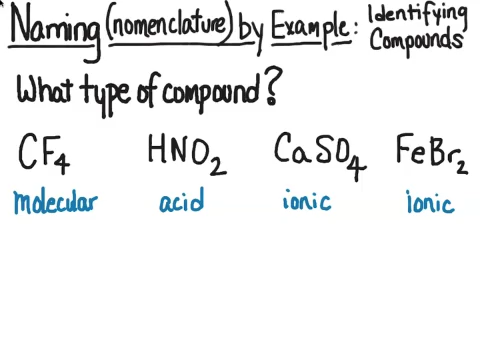 Naming (nomenclature) by Example: Identifying Compounds
What type of compound?
CF₄ HNO₂ CaSO₄ FeBr₂
molecular acid ionic ionic